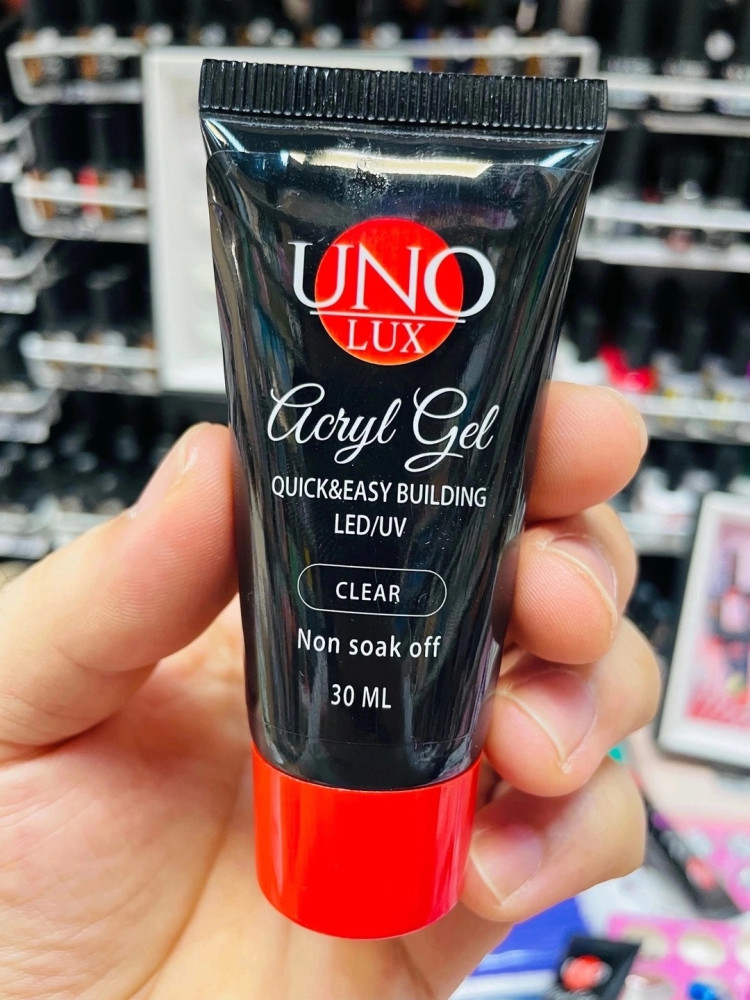 UNO
LUX
Acryl Gel
QUICK&EASY BUILDING
LED/UV
CLEAR
Non soak off
30 ML